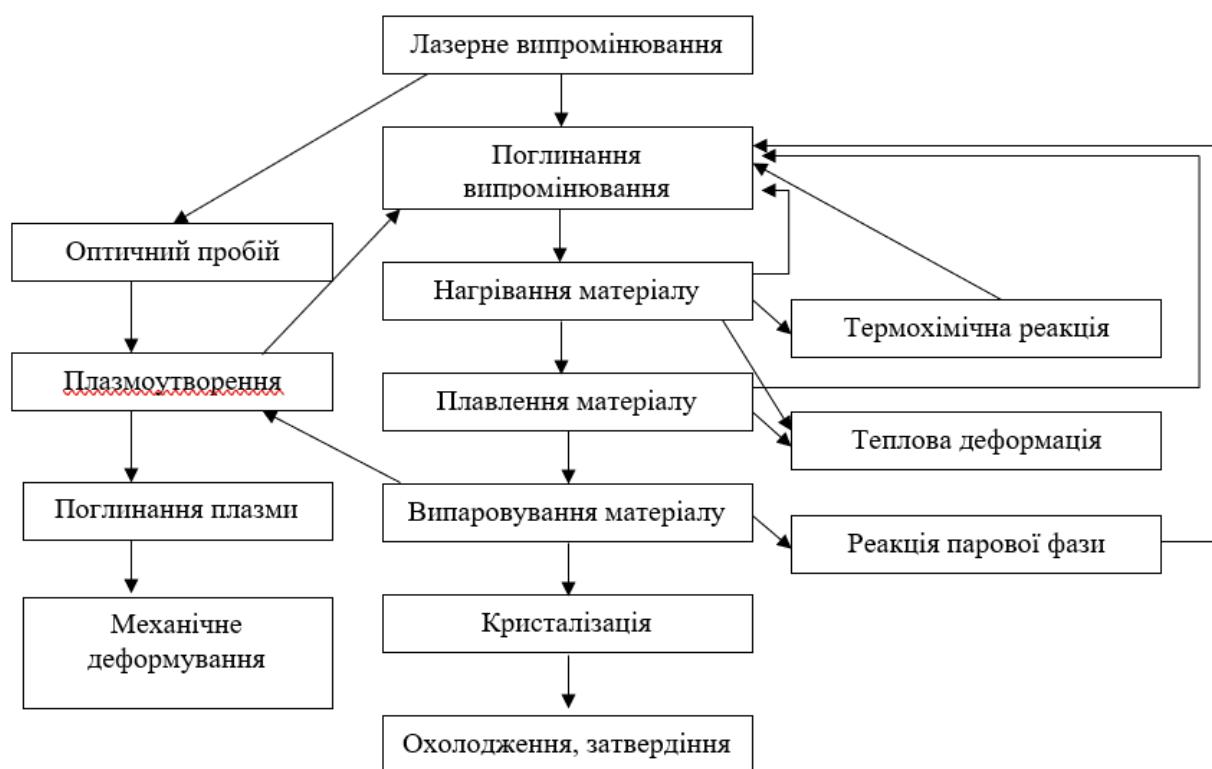 Лазерне випромінювання
Поглинання
випромінювання
Оптичний пробій
Нагрівання матеріалу
Термохімічна реакція
Плазмоутворення
Плавлення матеріалу
Теплова деформація
Поглинання плазми
Випаровування матеріалу
Реакція парової фази
Механічне
деформування
Кристалізація
Охолодження, затвердіння